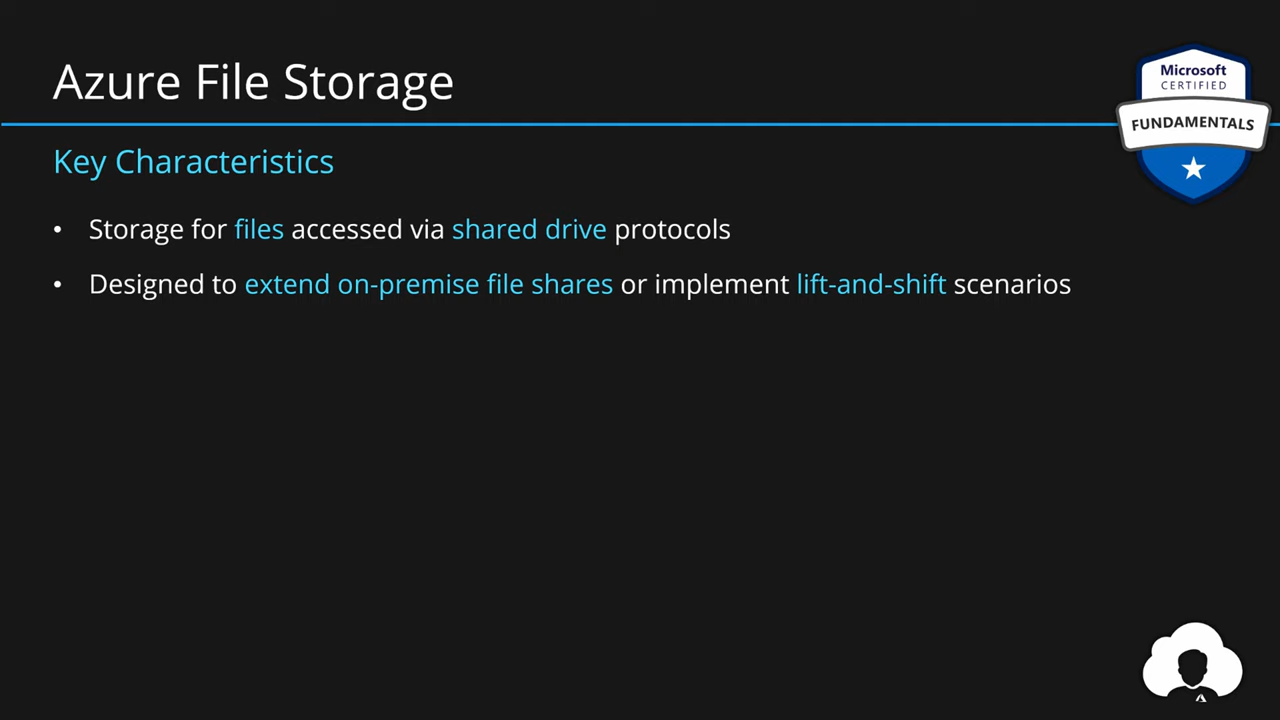 Azure File Storage
Microsoft
CERTIFIED
FUNDAMENTALS
Key Characteristics
• Storage for files accessed via shared drive protocols
• Designed to extend on-premise file shares or implement lift-and-shift scenarios